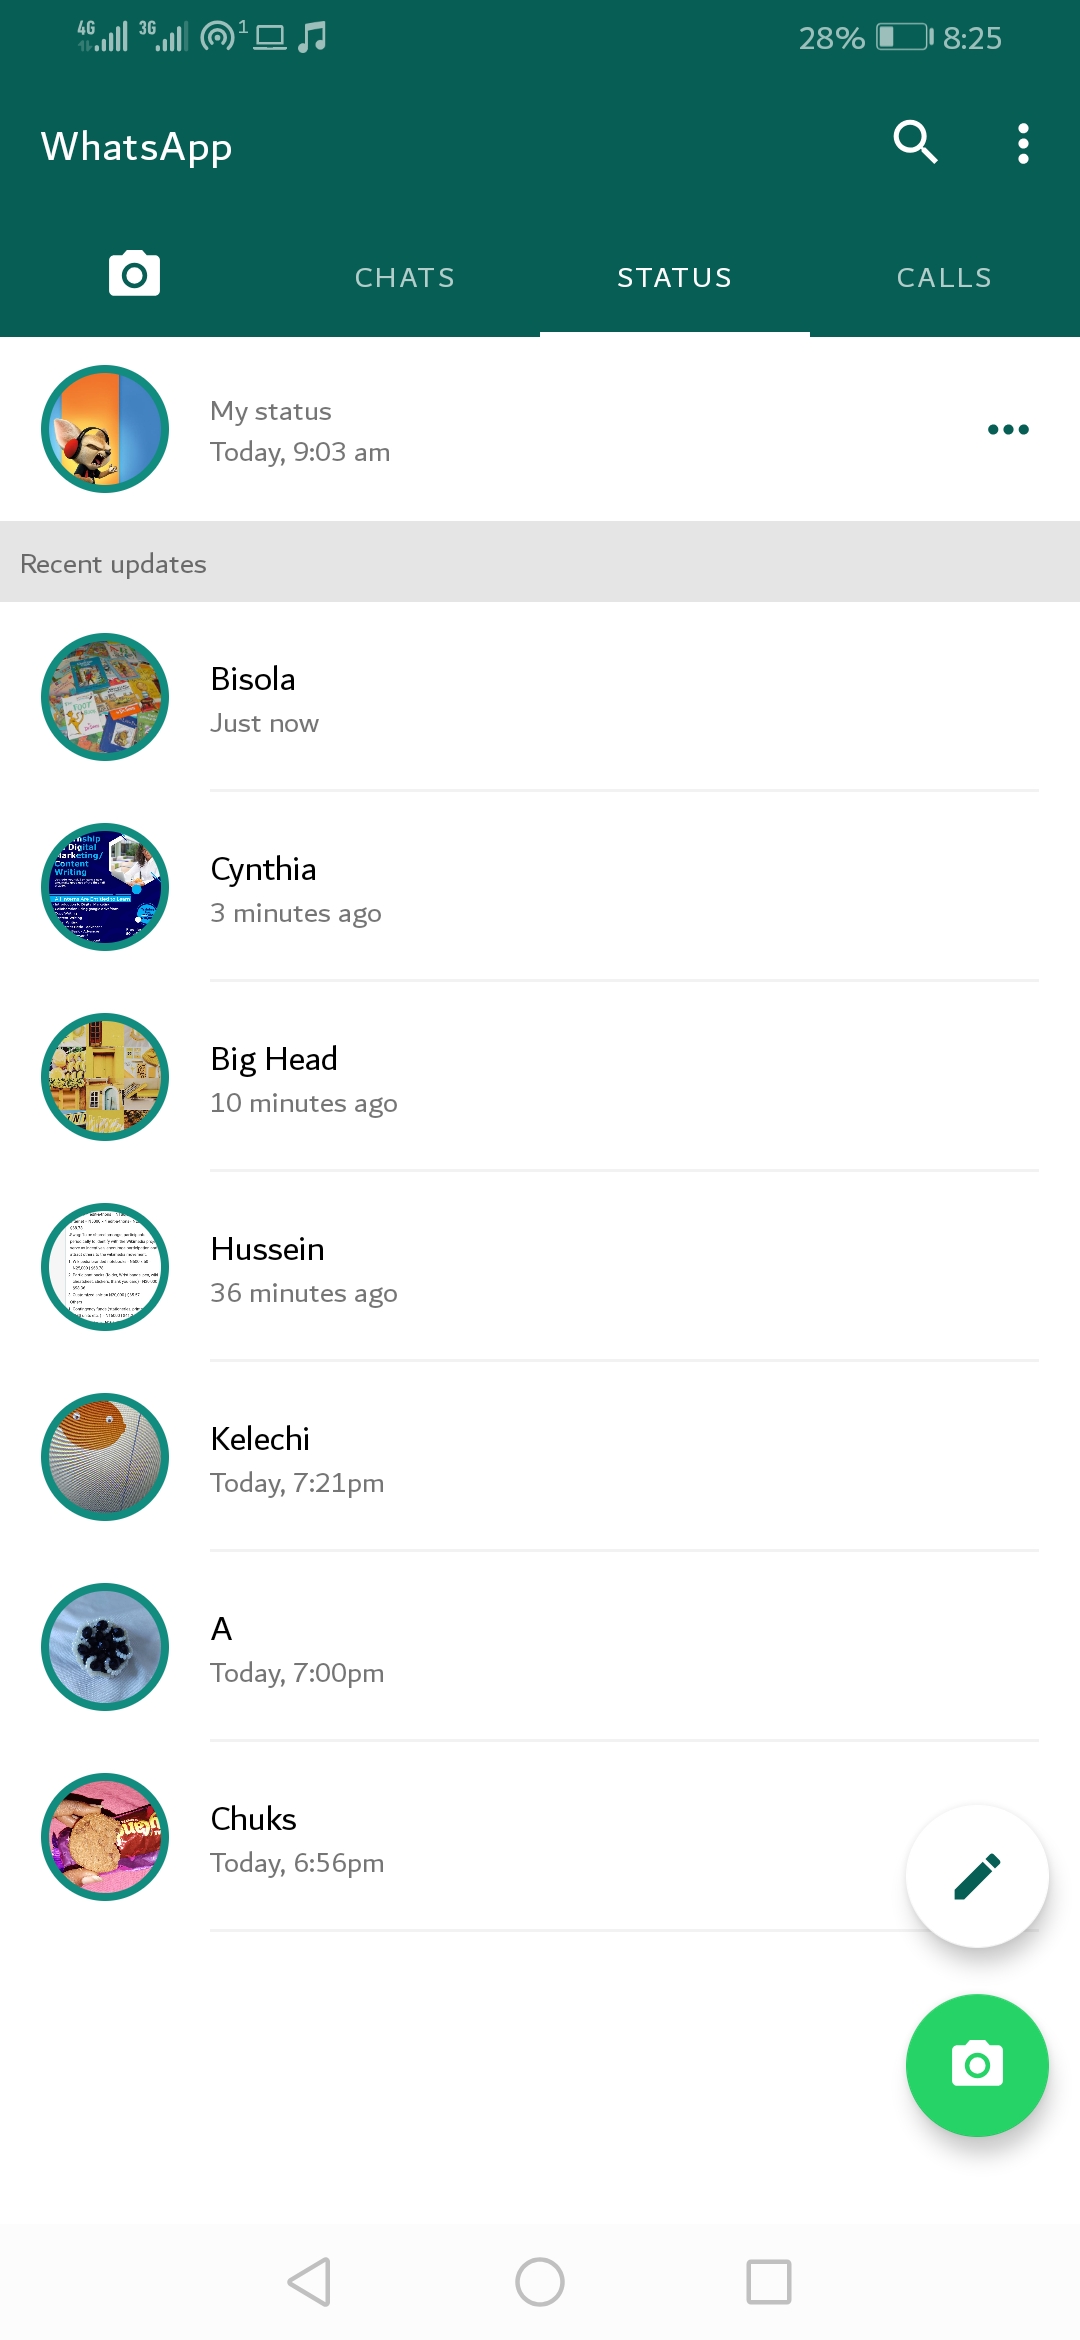 4G 3G 1 28% 8:25
WhatsApp
CHATS STATUS CALLS
My status
Today, 9:03 am
Recent updates
Bisola
Just now
Cynthia
3 minutes ago
Big Head
10 minutes ago
Hussein
36 minutes ago
Kelechi
Today, 7:21pm
A
Today, 7:00pm
Chuks
Today, 6:56pm